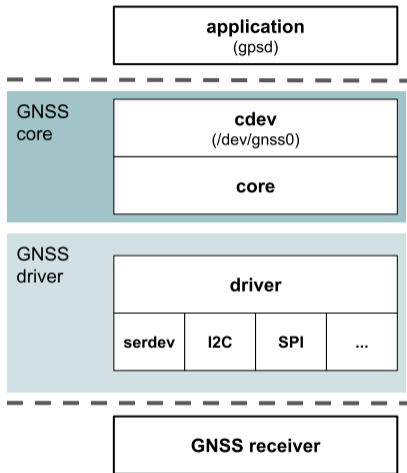 application
(gpsd)
GNSS
core
cdev
(/dev/gnss0)
core
GNSS
driver
driver
serdev I2C SPI ...
GNSS receiver